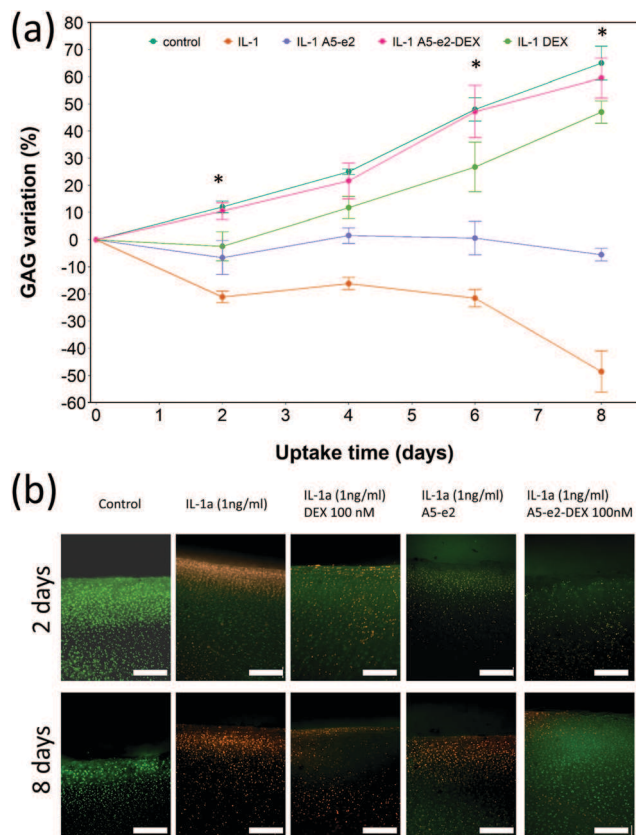 (a)
control IL-1 IL-1 A5-e2 IL-1 A5-e2-DEX IL-1 DEX
80
70
60
50
40
30
20
10
0
-10
-20
-30
-40
-50
-60
GAG variation (%)
* * *
0 1 2 3 4 5 6 7 8
Uptake time (days)
(b)
Control
IL-1a (1ng/ml)
IL-1a (1ng/ml)
DEX 100 nM
IL-1a (1ng/ml)
A5-e2
IL-1a (1ng/ml)
A5-e2-DEX 100nM
2 days
8 days